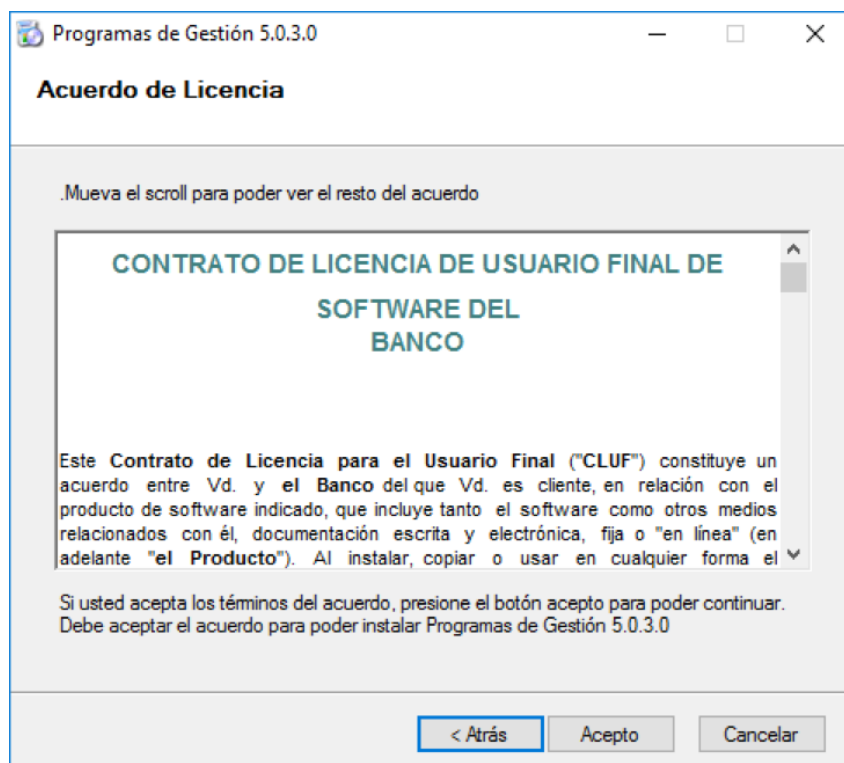 Programas de Gestión 5.0.3.0
Acuerdo de Licencia
.Mueva el scroll para poder ver el resto del acuerdo
CONTRATO DE LICENCIA DE USUARIO FINAL DE
SOFTWARE DEL
BANCO
Este Contrato de Licencia para el Usuario Final ("CLUF") constituye un
acuerdo entre Vd. y el Banco del que Vd. es cliente, en relación con el
producto de software indicado, que incluye tanto el software como otros medios
relacionados con él, documentación escrita y electrónica, fija o "en línea" (en
adelante "el Producto"). Al instalar, copiar o usar en cualquier forma el
Si usted acepta los términos del acuerdo, presione el botón acepto para poder continuar.
Debe aceptar el acuerdo para poder instalar Programas de Gestión 5.0.3.0
< Atrás Acepto Cancelar